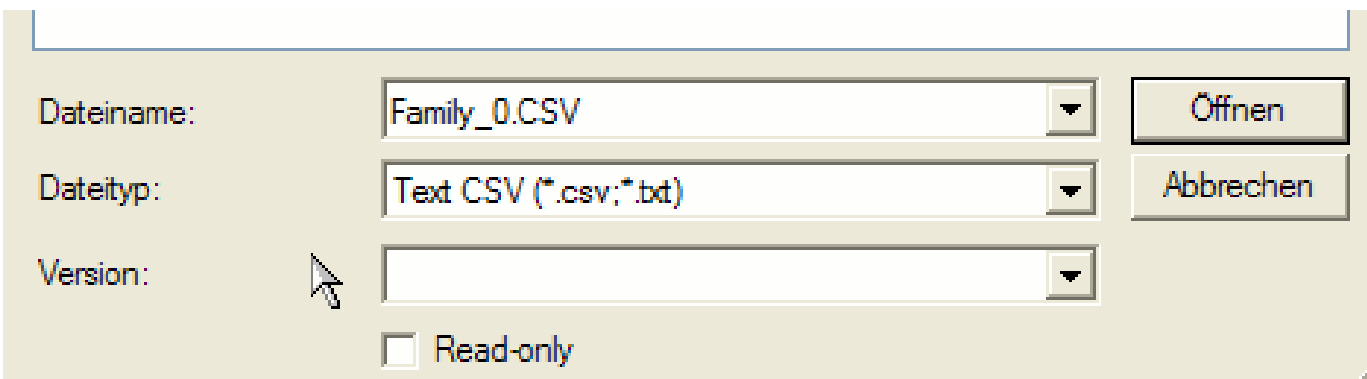 Dateiname: Family_0.CSV Öffnen
Dateityp: Text CSV (*.csv;*.txt) Abbrechen
Version:
Read-only